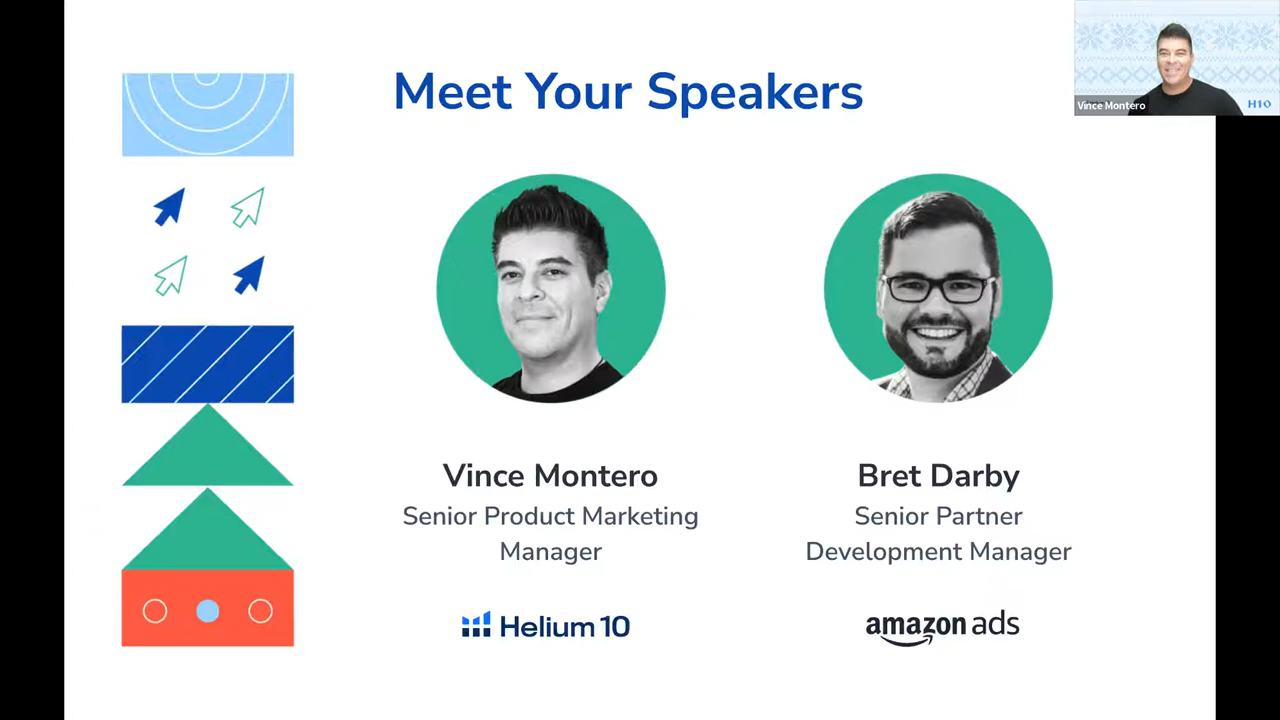 Meet Your Speakers
Vince Montero
H10
Vince Montero
Senior Product Marketing
Manager
Helium 10
Bret Darby
Senior Partner
Development Manager
amazon ads